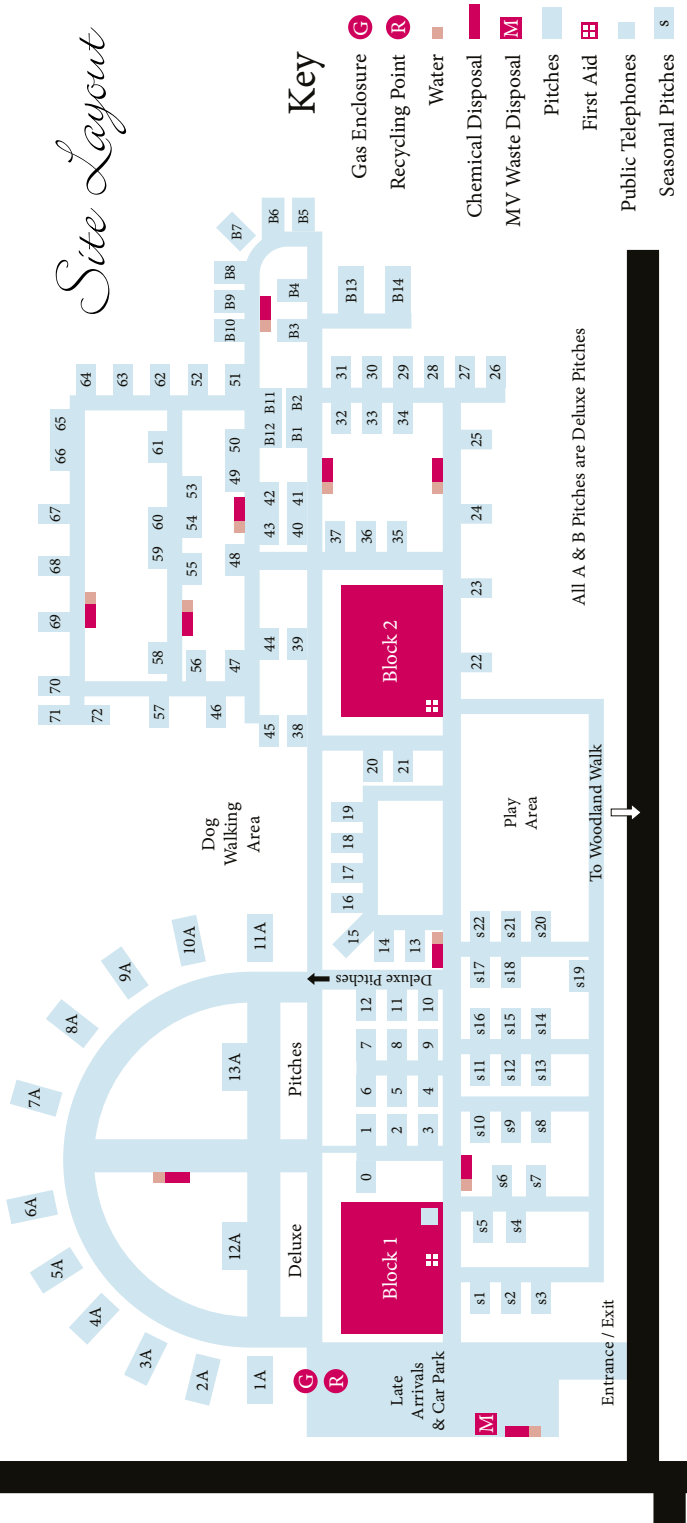 Site Layout
Key
Gas Enclosure G
Recycling Point R
Water
Chemical Disposal
MV Waste Disposal M
Pitches
First Aid
Public Telephones
Seasonal Pitches s
71
70
69
68
67
66
65
64
72
63
57
58
59
60
61
62
56
55
54
53
52
46
47
48
49
50
51
B10
B9
B8
B7
B6
B5
45
44
43
42
B12
B11
38
39
40
41
B1
B2
B3
B4
B13
B14
37
36
35
32
33
34
31
30
29
28
27
26
22
23
24
25
Block 2
20
21
16
17
18
19
15
14
13
Dog
Walking
Area
Play
Area
To Woodland Walk
All A & B Pitches are Deluxe Pitches
1A
2A
3A
4A
5A
6A
7A
8A
9A
10A
11A
12A
13A
Deluxe
Pitches
Deluxe Pitches
0
1
6
7
12
2
5
8
11
3
4
9
10
Block 1
G
R
Late
Arrivals
& Car Park
M
s1
s2
s3
s5
s4
s6
s7
s10
s9
s8
s11
s12
s13
s16
s15
s14
s17
s18
s19
s22
s21
s20
Entrance / Exit